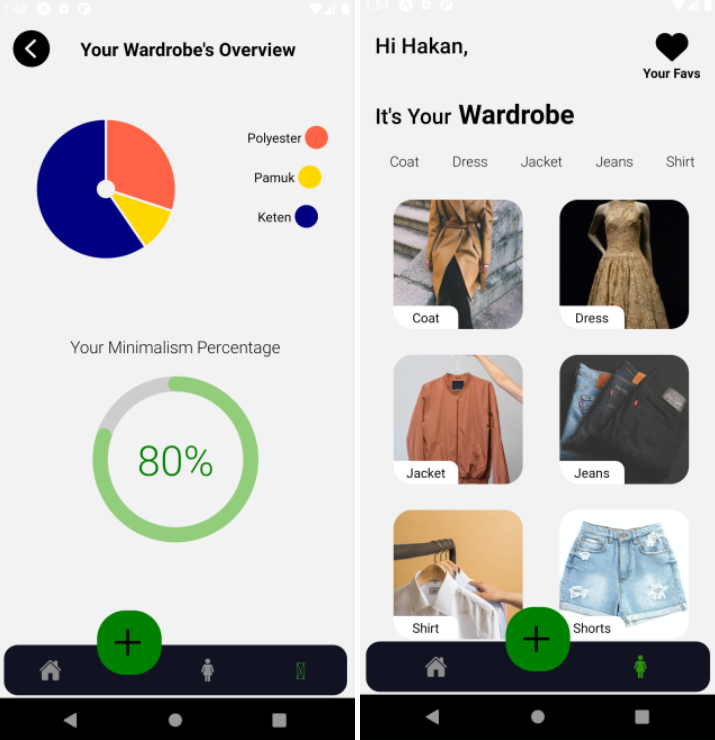 1:48
Your Wardrobe's Overview
Polyester
Pamuk
Keten
Your Minimalism Percentage
80%
1:54
Hi Hakan,
Your Favs
It's Your Wardrobe
Coat Dress Jacket Jeans Shirt
Coat
Dress
Jacket
Jeans
Shirt
Shorts